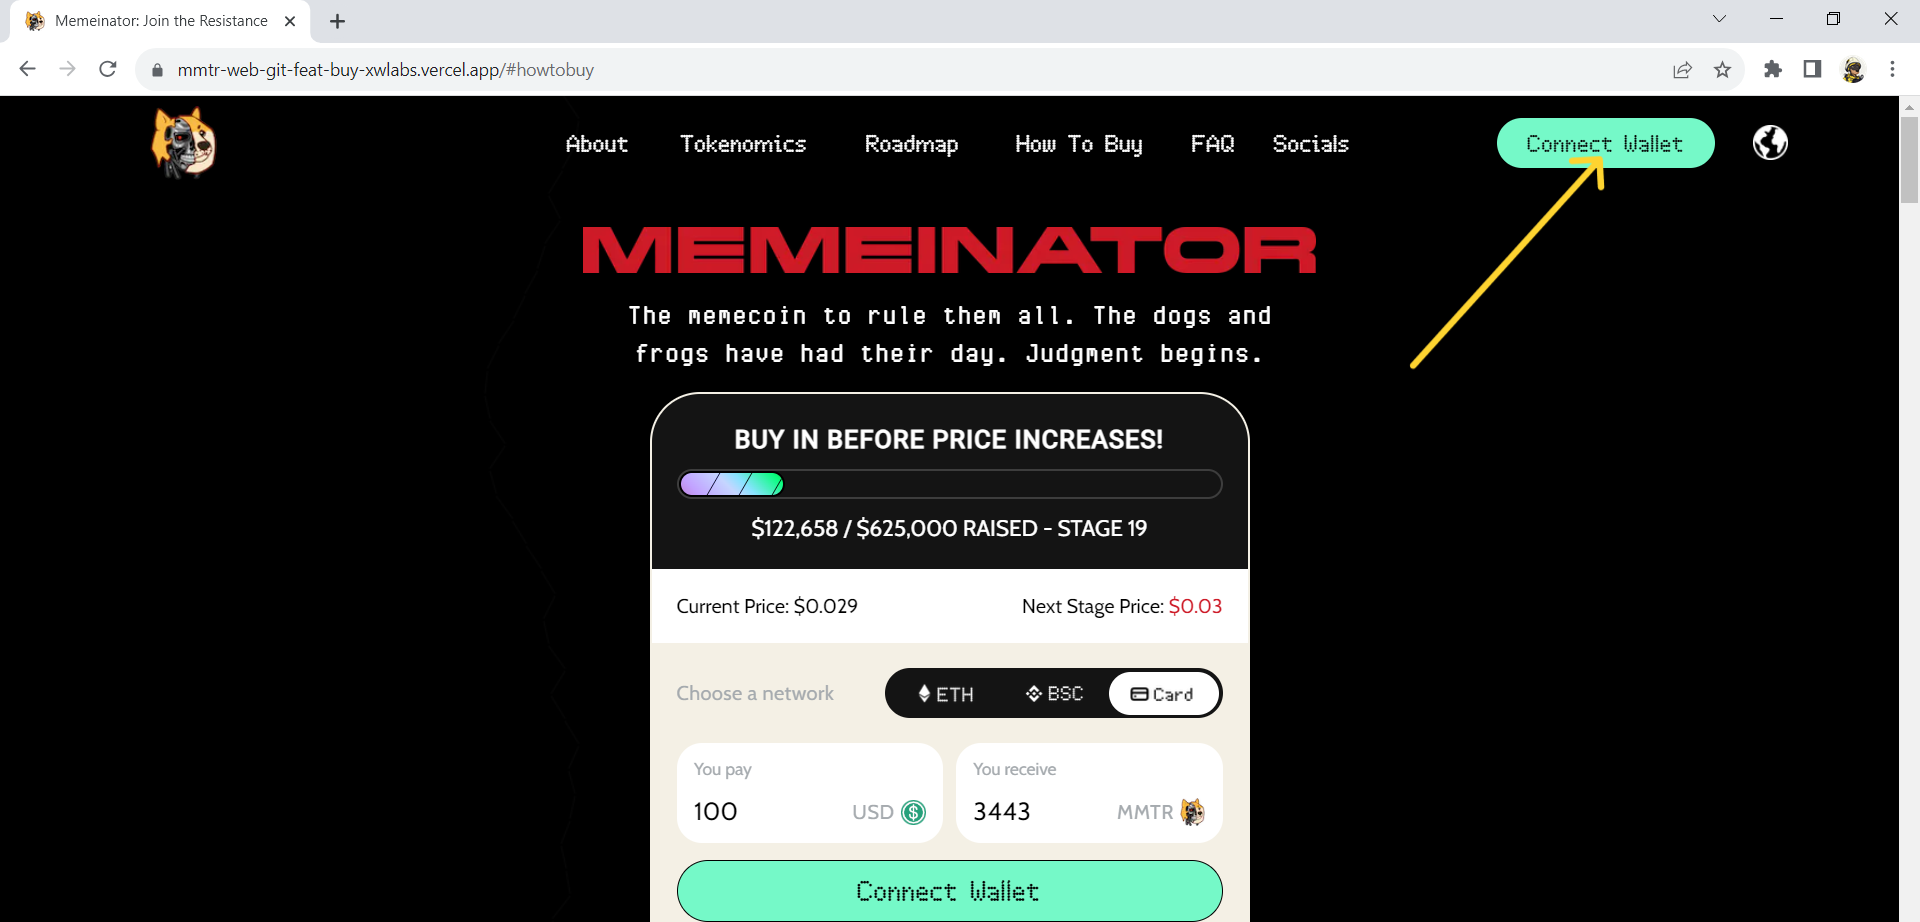 Memeinator: Join the Resistance
mmtr-web-git-feat-buy-xwlabs.vercel.app/#howtobuy
About Tokenomics Roadmap How To Buy FAQ Socials Connect Wallet
MEMEINATOR
The memecoin to rule them all. The dogs and
frogs have had their day. Judgment begins.
BUY IN BEFORE PRICE INCREASES!
$122,658 / $625,000 RAISED - STAGE 19
Current Price: $0.029 Next Stage Price: $0.03
Choose a network ETH BSC Card
You pay You receive
100 USD 3443 MMTR
Connect Wallet